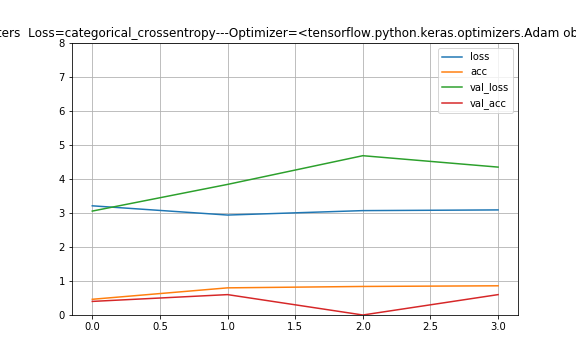 ters Loss=categorical_crossentropy---Optimizer=<tensorflow.python.keras.optimizers.Adam ob
8
7
6
5
4
3
2
1
0
0.0 0.5 1.0 1.5 2.0 2.5 3.0
loss
acc
val_loss
val_acc